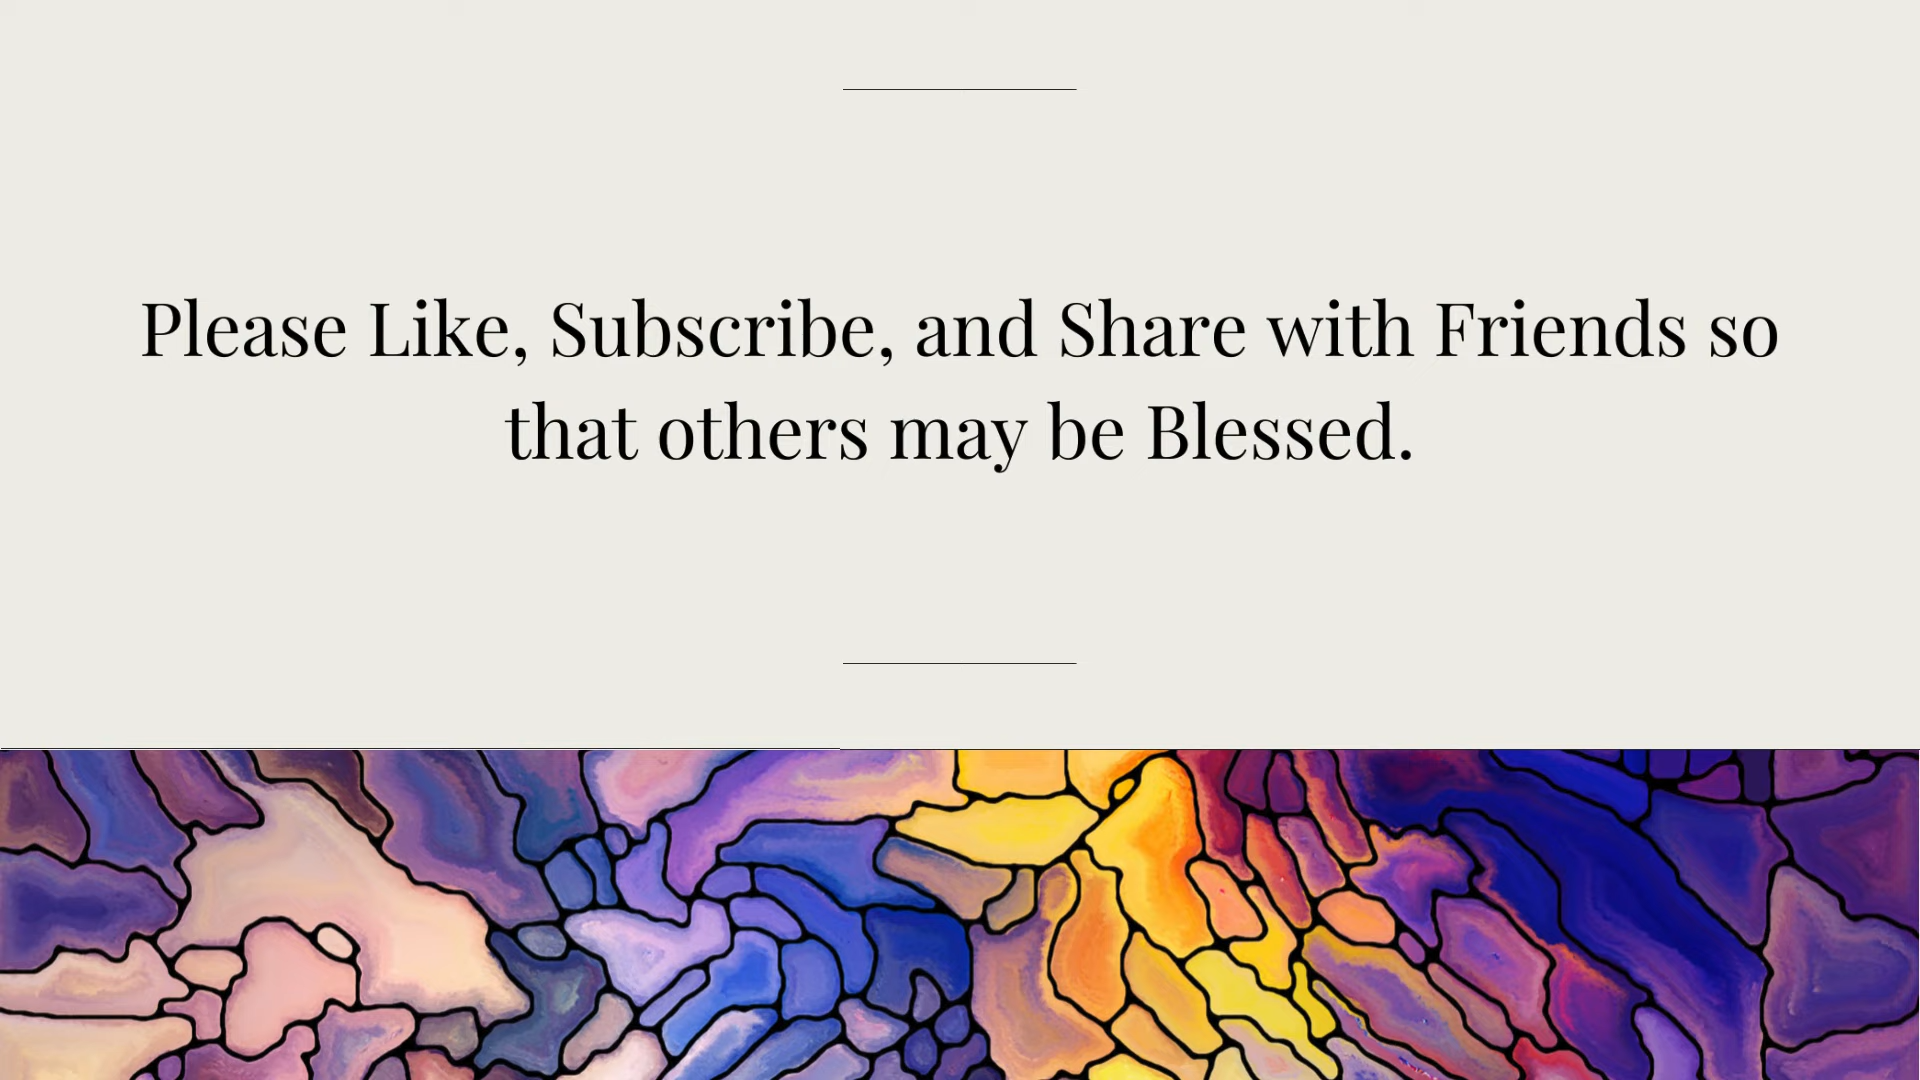 Please Like, Subscribe, and Share with Friends so
that others may be Blessed.